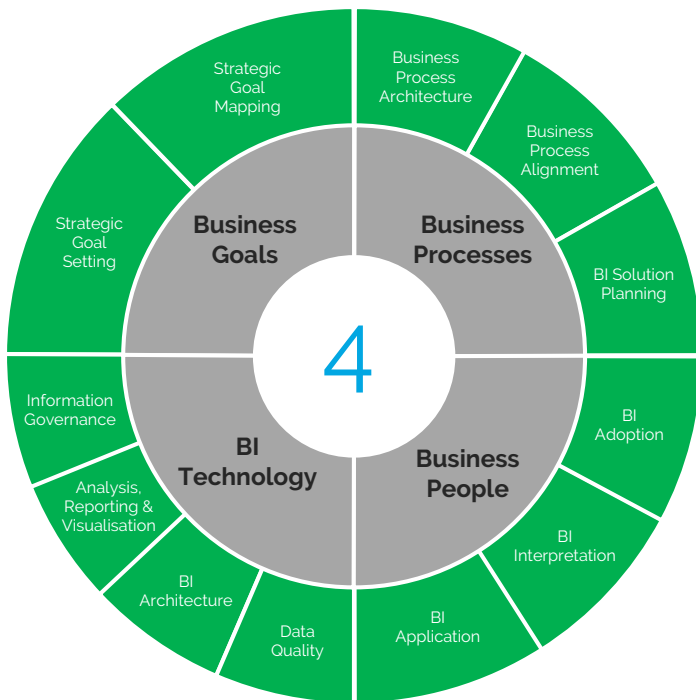 Strategic
Goal
Mapping
Business
Process
Architecture
Business
Process
Alignment
Strategic
Goal
Setting
Business
Goals
Business
Processes
BI Solution
Planning
4
Information
Governance
BI
Adoption
BI
Technology
Business
People
Analysis,
Reporting &
Visualisation
BI
Interpretation
BI
Architecture
BI
Application
Data
Quality